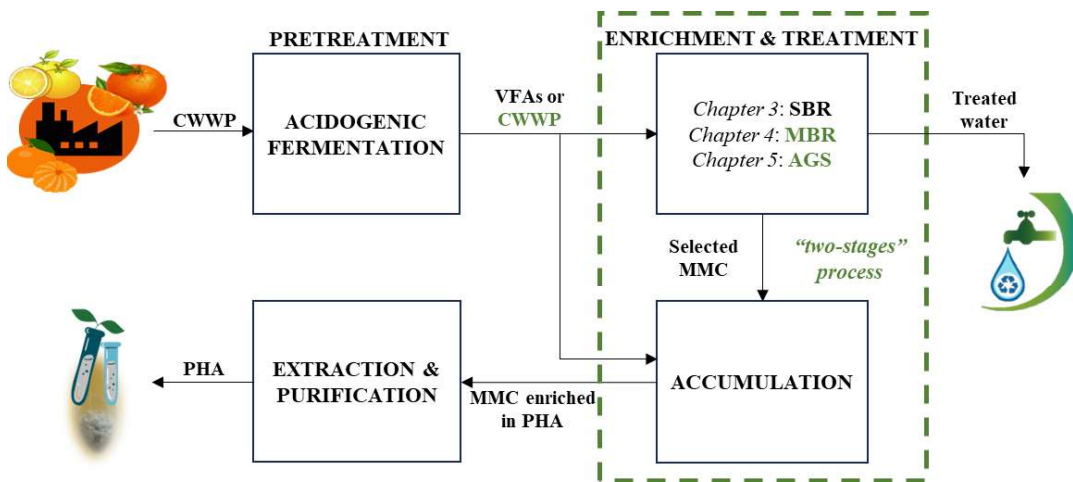 PRETREATMENT
ENRICHMENT & TREATMENT
CWWP
ACIDOGENIC
FERMENTATION
VFAs or
CWWP
Chapter 3: SBR
Chapter 4: MBR
Chapter 5: AGS
Treated
water
Selected
MMC
“two-stages”
process
PHA
EXTRACTION &
PURIFICATION
MMC enriched
in PHA
ACCUMULATION